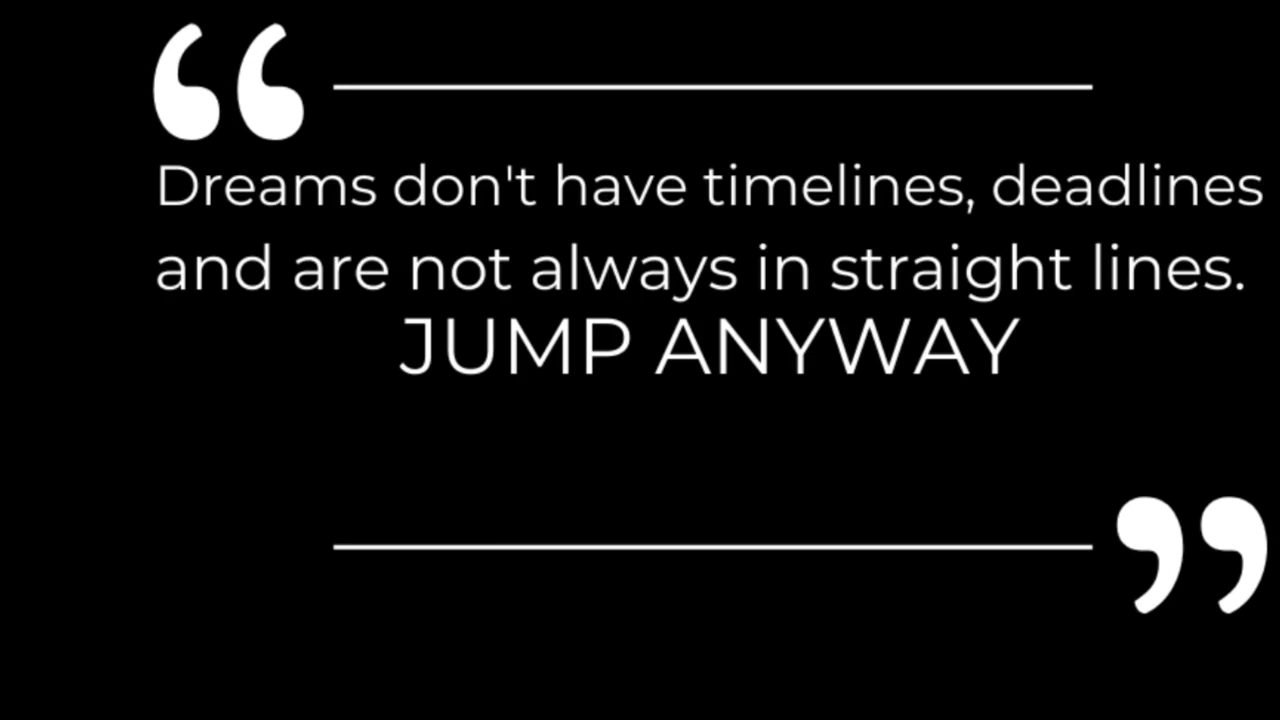 “
Dreams don't have timelines, deadlines
and are not always in straight lines.
JUMP ANYWAY
”